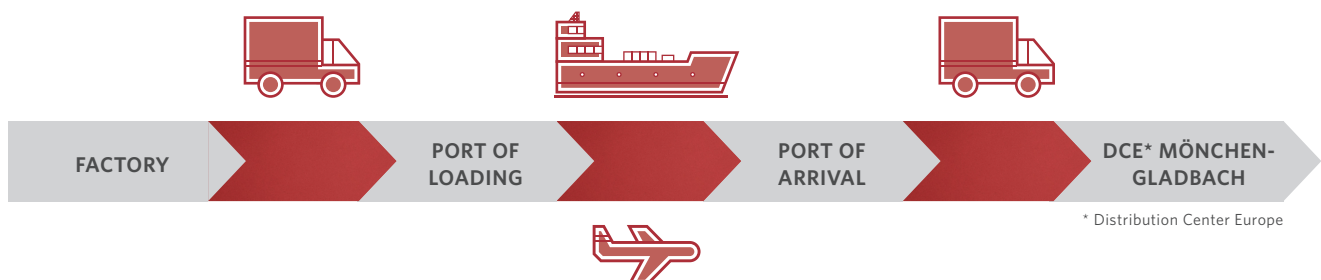 FACTORY
PORT OF
LOADING
PORT OF
ARRIVAL
DCE* MÖNCHEN-
GLADBACH
* Distribution Center Europe